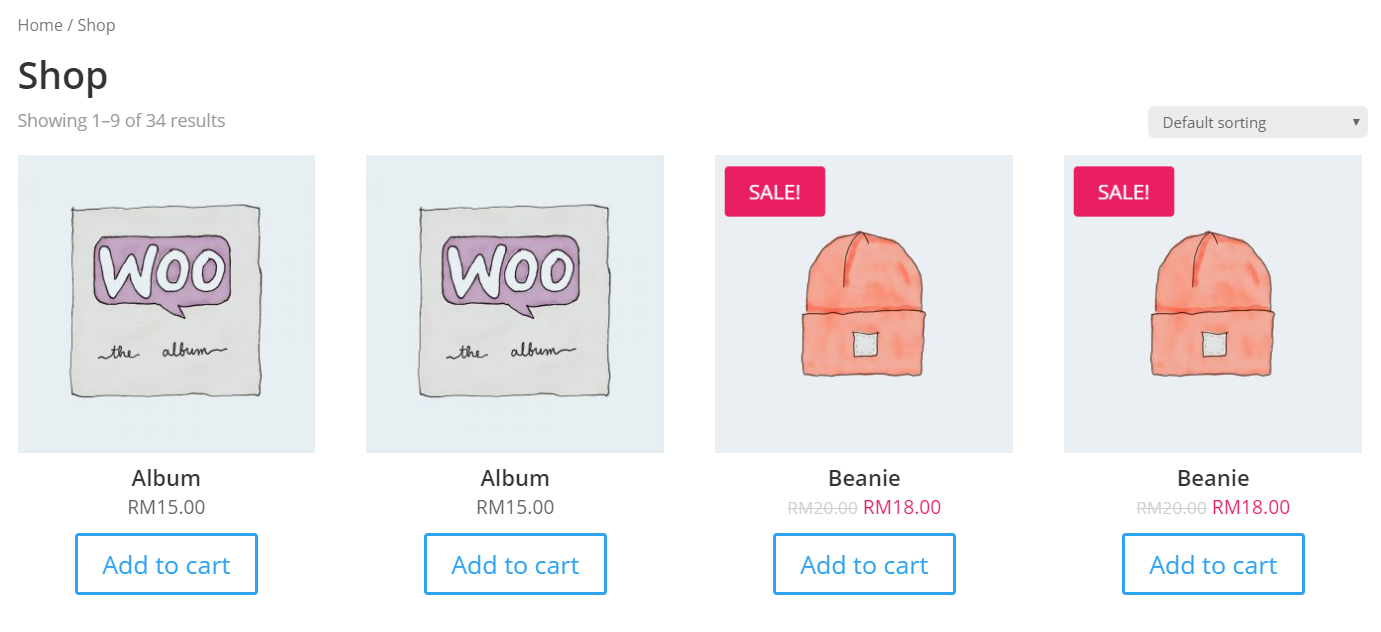 Home / Shop
Shop
Showing 1–9 of 34 results
Default sorting
WOO
the album
Album
RM15.00
Add to cart
WOO
the album
Album
RM15.00
Add to cart
SALE!
Beanie
RM20.00 RM18.00
Add to cart
SALE!
Beanie
RM20.00 RM18.00
Add to cart